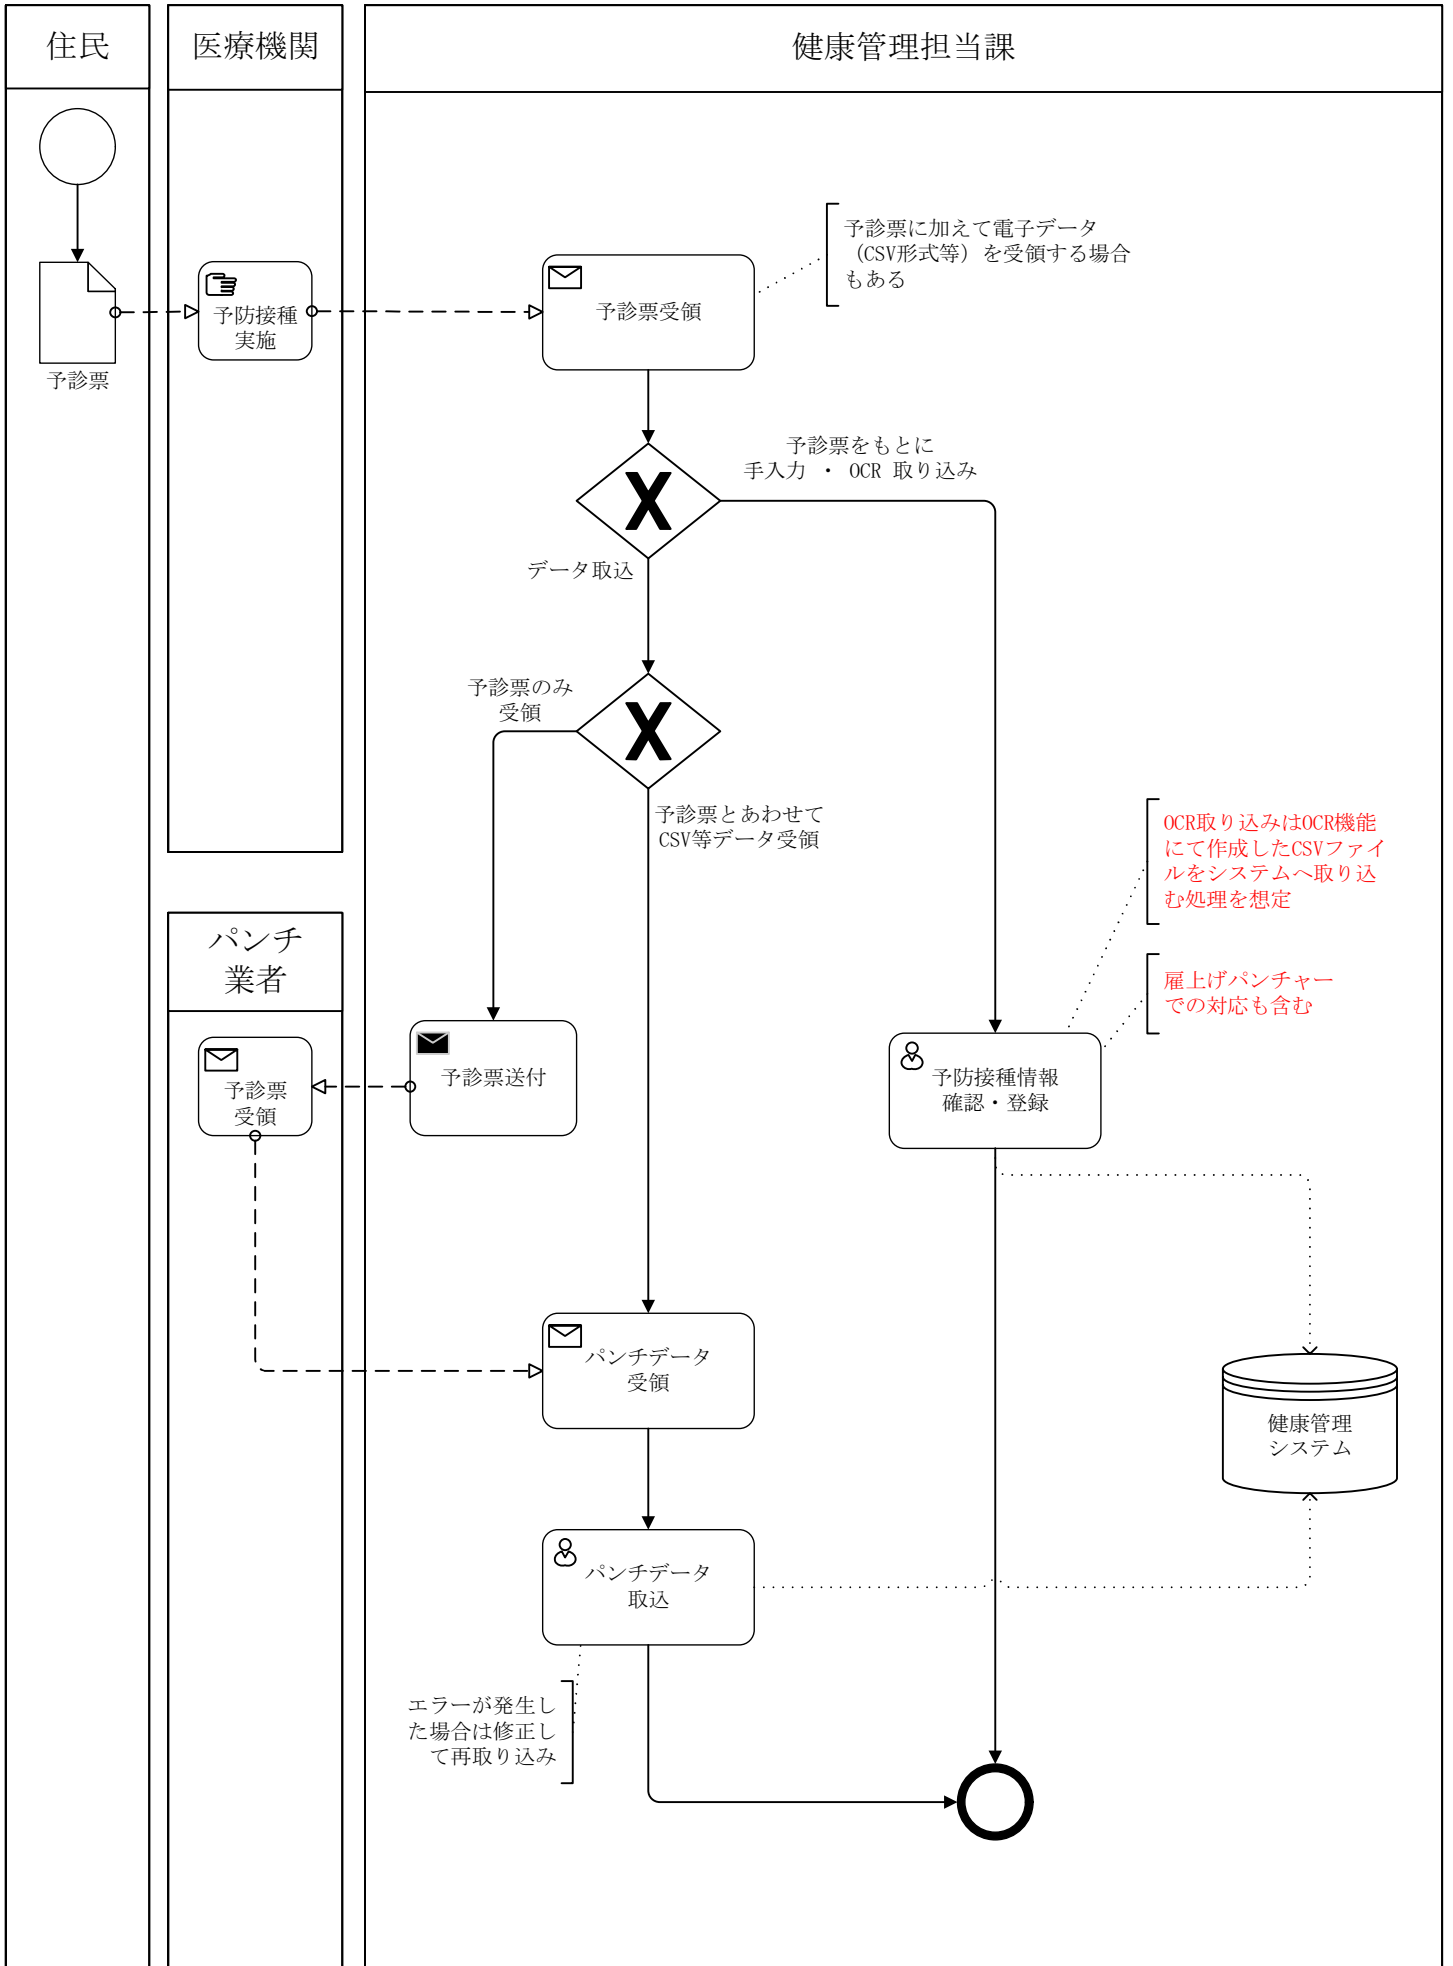 住民
医療機関
健康管理担当課
予診票
予防接種
実施
予診票受領
予診票に加えて電子データ
（CSV形式等）を受領する場合
もある
予診票をもとに
手入力 ・ OCR 取り込み
データ取込
予診票のみ
受領
予診票とあわせて
CSV等データ受領
OCR取り込みはOCR機能
にて作成したCSVファイ
ルをシステムへ取り込
む処理を想定
雇上げパンチャー
での対応も含む
パンチ
業者
予診票
受領
予診票送付
予防接種情報
確認・登録
パンチデータ
受領
健康管理
システム
パンチデータ
取込
エラーが発生し
た場合は修正し
て再取り込み